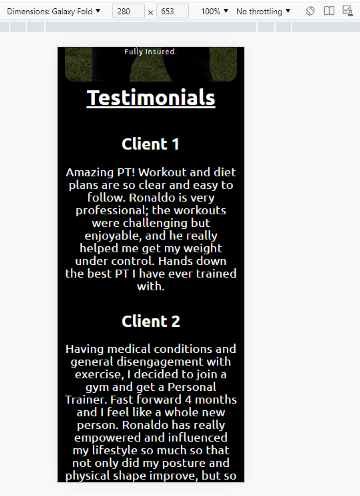 Dimensions: Galaxy Fold ▼ 280 × 653 100% ▼ No throttling ▼
Fully Insured.
Testimonials
Client 1
Amazing PT! Workout and diet
plans are so clear and easy to
follow. Ronaldo is very
professional; the workouts
were challenging but
enjoyable, and he really
helped me get my weight
under control. Hands down
the best PT I have ever trained
with.
Client 2
Having medical conditions and
general disengagement with
exercise, I decided to join a
gym and get a Personal
Trainer. Fast forward 4 months
and I feel like a whole new
person. Ronaldo has really
empowered and influenced
my lifestyle so much so that
not only did my posture and
physical shape improve, but so